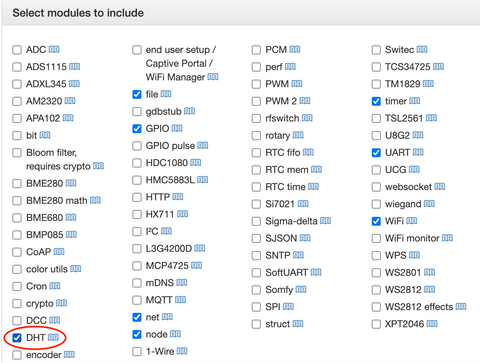 Select modules to include
ADC
ADS1115
ADXL345
AM2320
APA102
bit
Bloom filter,
requires crypto
BME280
BME280 math
BME680
BMP085
CoAP
color utils
Cron
crypto
DCC
DHT
encoder
end user setup /
Captive Portal /
WiFi Manager
file
gdbstub
GPIO
GPIO pulse
HDC1080
HMC5883L
HTTP
HX711
I²C
L3G4200D
MCP4725
mDNS
MQTT
net
node
1-Wire
PCM
perf
PWM
PWM 2
rfswitch
rotary
RTC fifo
RTC mem
RTC time
Si7021
Sigma-delta
SJSON
SNTP
SoftUART
Somfy
SPI
struct
Switec
TCS34725
TM1829
timer
TSL2561
U8G2
UART
UCG
websocket
wiegand
WiFi
WiFi monitor
WPS
WS2801
WS2812
WS2812 effects
XPT2046